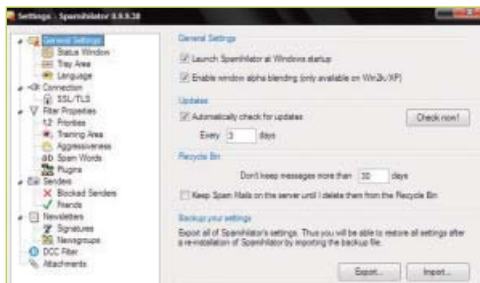 Settings - Spamihilator 0.9.9.30
General Settings
Status Window
Tray Area
Language
Connection
SSL/TLS
Filter Properties
Priorities
Training Area
Aggressiveness
Spam Words
Plugins
Senders
Blocked Senders
Friends
Newsletters
Signatures
Newsgroups
DCC Filter
Attachments
General Settings
Launch Spamihilator at Windows startup
Enable window alpha blending (only available on Win2k/XP)
Updates
Automatically check for updates
Check now!
Every 3 days
Recycle Bin
Don't keep messages more than 30 days
Keep Spam Mails on the server until I delete them from the Recycle Bin
Backup your settings
Export all of Spamihilator's settings. Thus you will be able to restore all settings after
a re-installation of Spamihilator by importing the backup file.
Export... Import...